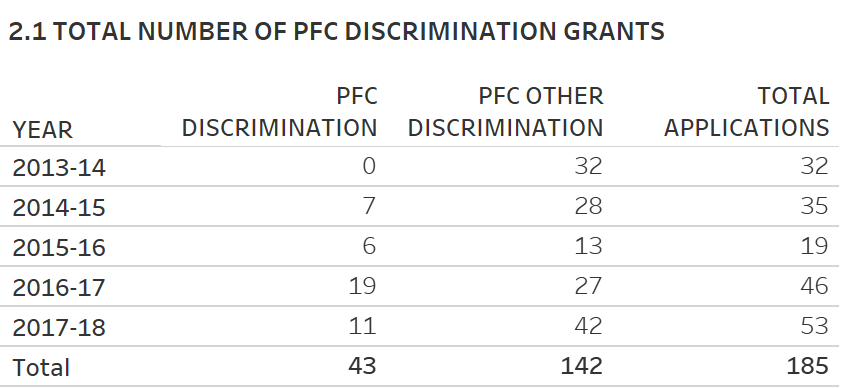 2.1 TOTAL NUMBER OF PFC DISCRIMINATION GRANTS
PFC PFC OTHER TOTAL
YEAR DISCRIMINATION DISCRIMINATION APPLICATIONS
2013-14 0 32 32
2014-15 7 28 35
2015-16 6 13 19
2016-17 19 27 46
2017-18 11 42 53
Total 43 142 185